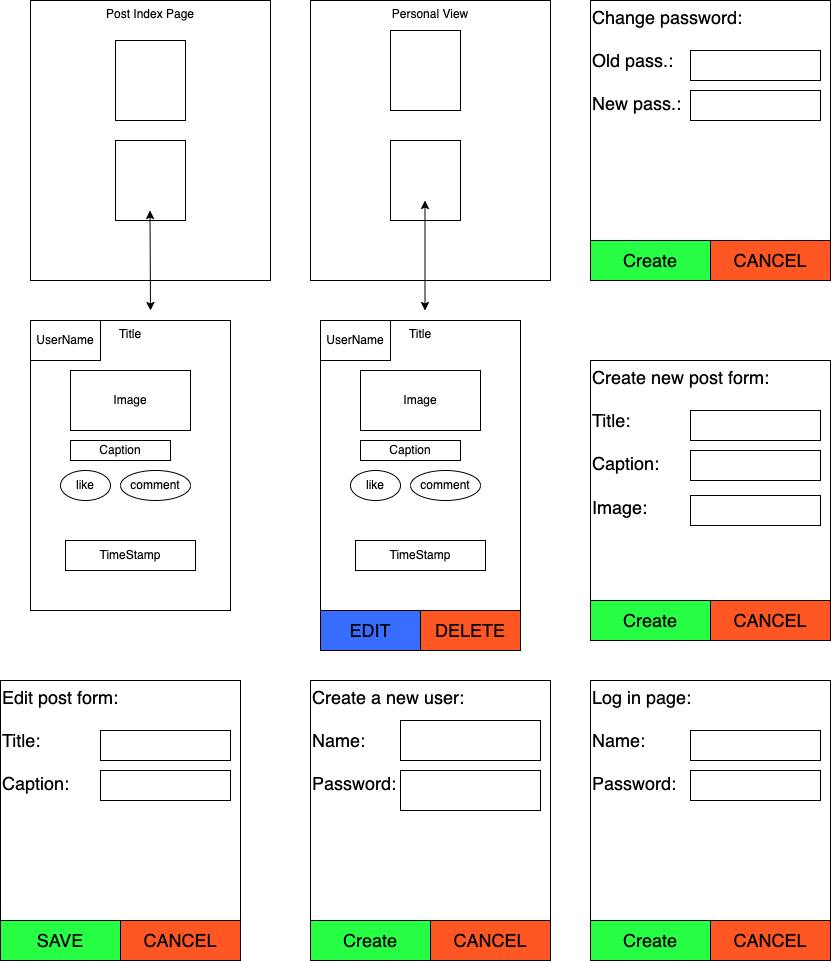 Post Index Page
Personal View
Change password:
Old pass.:
New pass.:
Create
CANCEL
UserName
Title
Image
Caption
like
comment
TimeStamp
UserName
Title
Image
Caption
like
comment
TimeStamp
EDIT
DELETE
Create new post form:
Title:
Caption:
Image:
Create
CANCEL
Edit post form:
Title:
Caption:
SAVE
CANCEL
Create a new user:
Name:
Password:
Create
CANCEL
Log in page:
Name:
Password:
Create
CANCEL